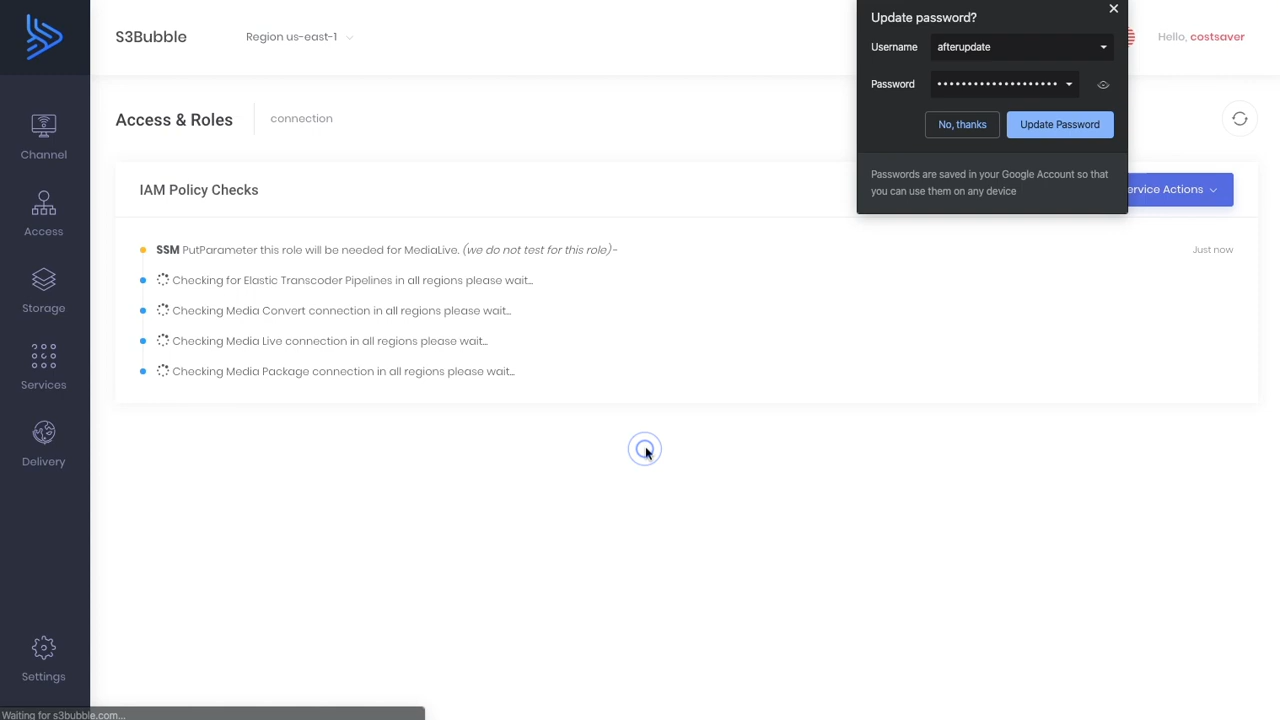 S3Bubble
Region us-east-1
Hello, costsaver
Update password?
Username
afterupdate
Password
•••••••••••••••••••
No, thanks
Update Password
Passwords are saved in your Google Account so that
you can use them on any device
Channel
Access
Storage
Services
Delivery
Settings
Access & Roles
connection
IAM Policy Checks
Actions
SSM PutParameter this role will be needed for MediaLive. (we do not test for this role) -
Just now
Checking for Elastic Transcoder Pipelines in all regions please wait...
Checking Media Convert connection in all regions please wait...
Checking Media Live connection in all regions please wait...
Checking Media Package connection in all regions please wait...
Waiting for s3bubble.com...